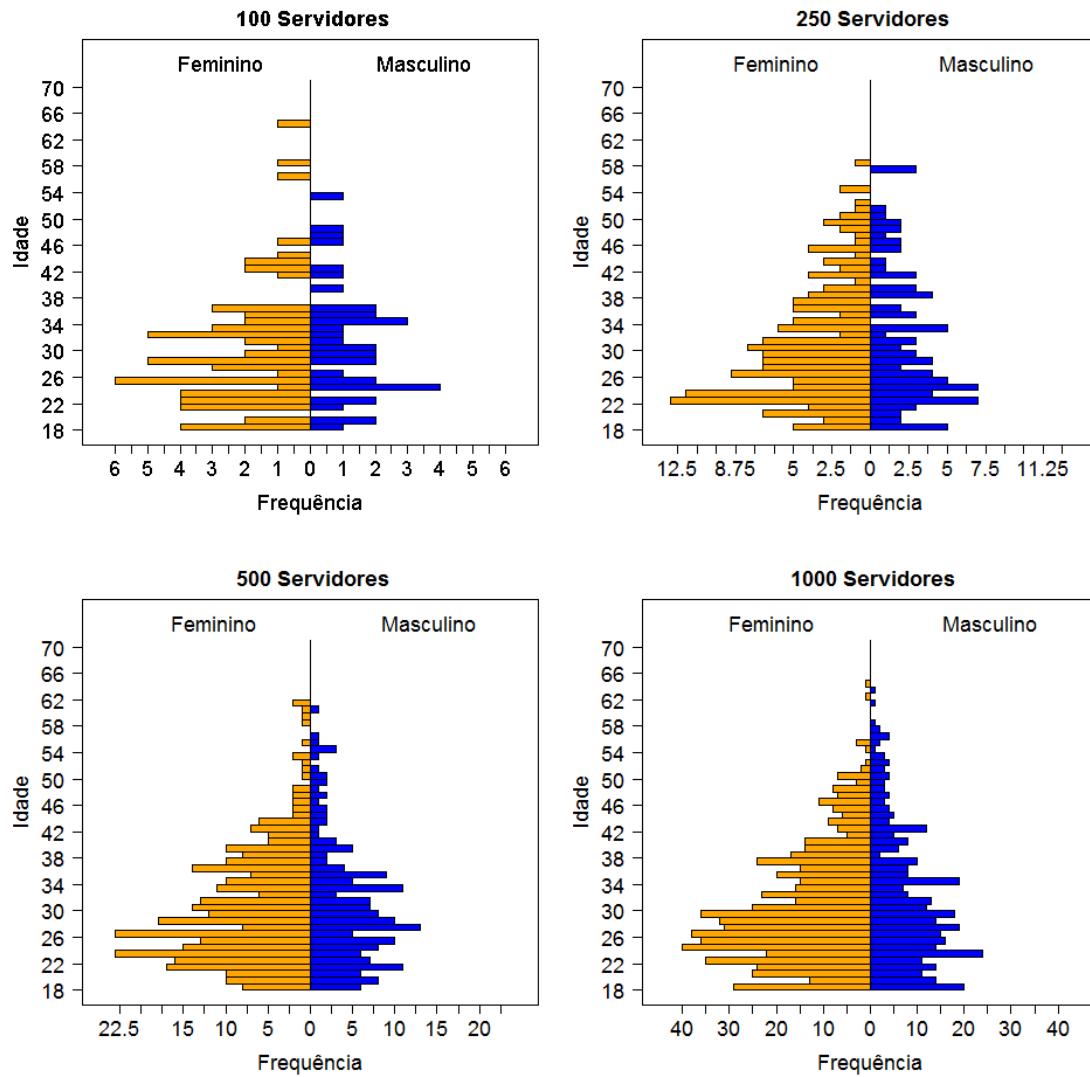 100 Servidores
Feminino Masculino
70
66
62
58
54
50
46
42
38
34
30
26
22
18
Idade
6 5 4 3 2 1 0 1 2 3 4 5 6
Frequência
250 Servidores
Feminino Masculino
70
66
62
58
54
50
46
42
38
34
30
26
22
18
Idade
12.5 8.75 5 2.5 0 2.5 5 7.5 11.25
Frequência
500 Servidores
Feminino Masculino
70
66
62
58
54
50
46
42
38
34
30
26
22
18
Idade
22.5 15 10 5 0 5 10 15 20
Frequência
1000 Servidores
Feminino Masculino
70
66
62
58
54
50
46
42
38
34
30
26
22
18
Idade
40 30 20 10 0 10 20 30 40
Frequência